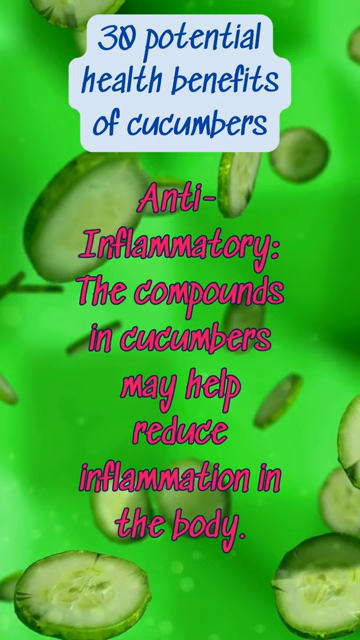 30 potential
health benefits
of cucumbers
Anti-
Inflammatory:
The compounds
in cucumbers
may help
reduce
inflammation in
the body.